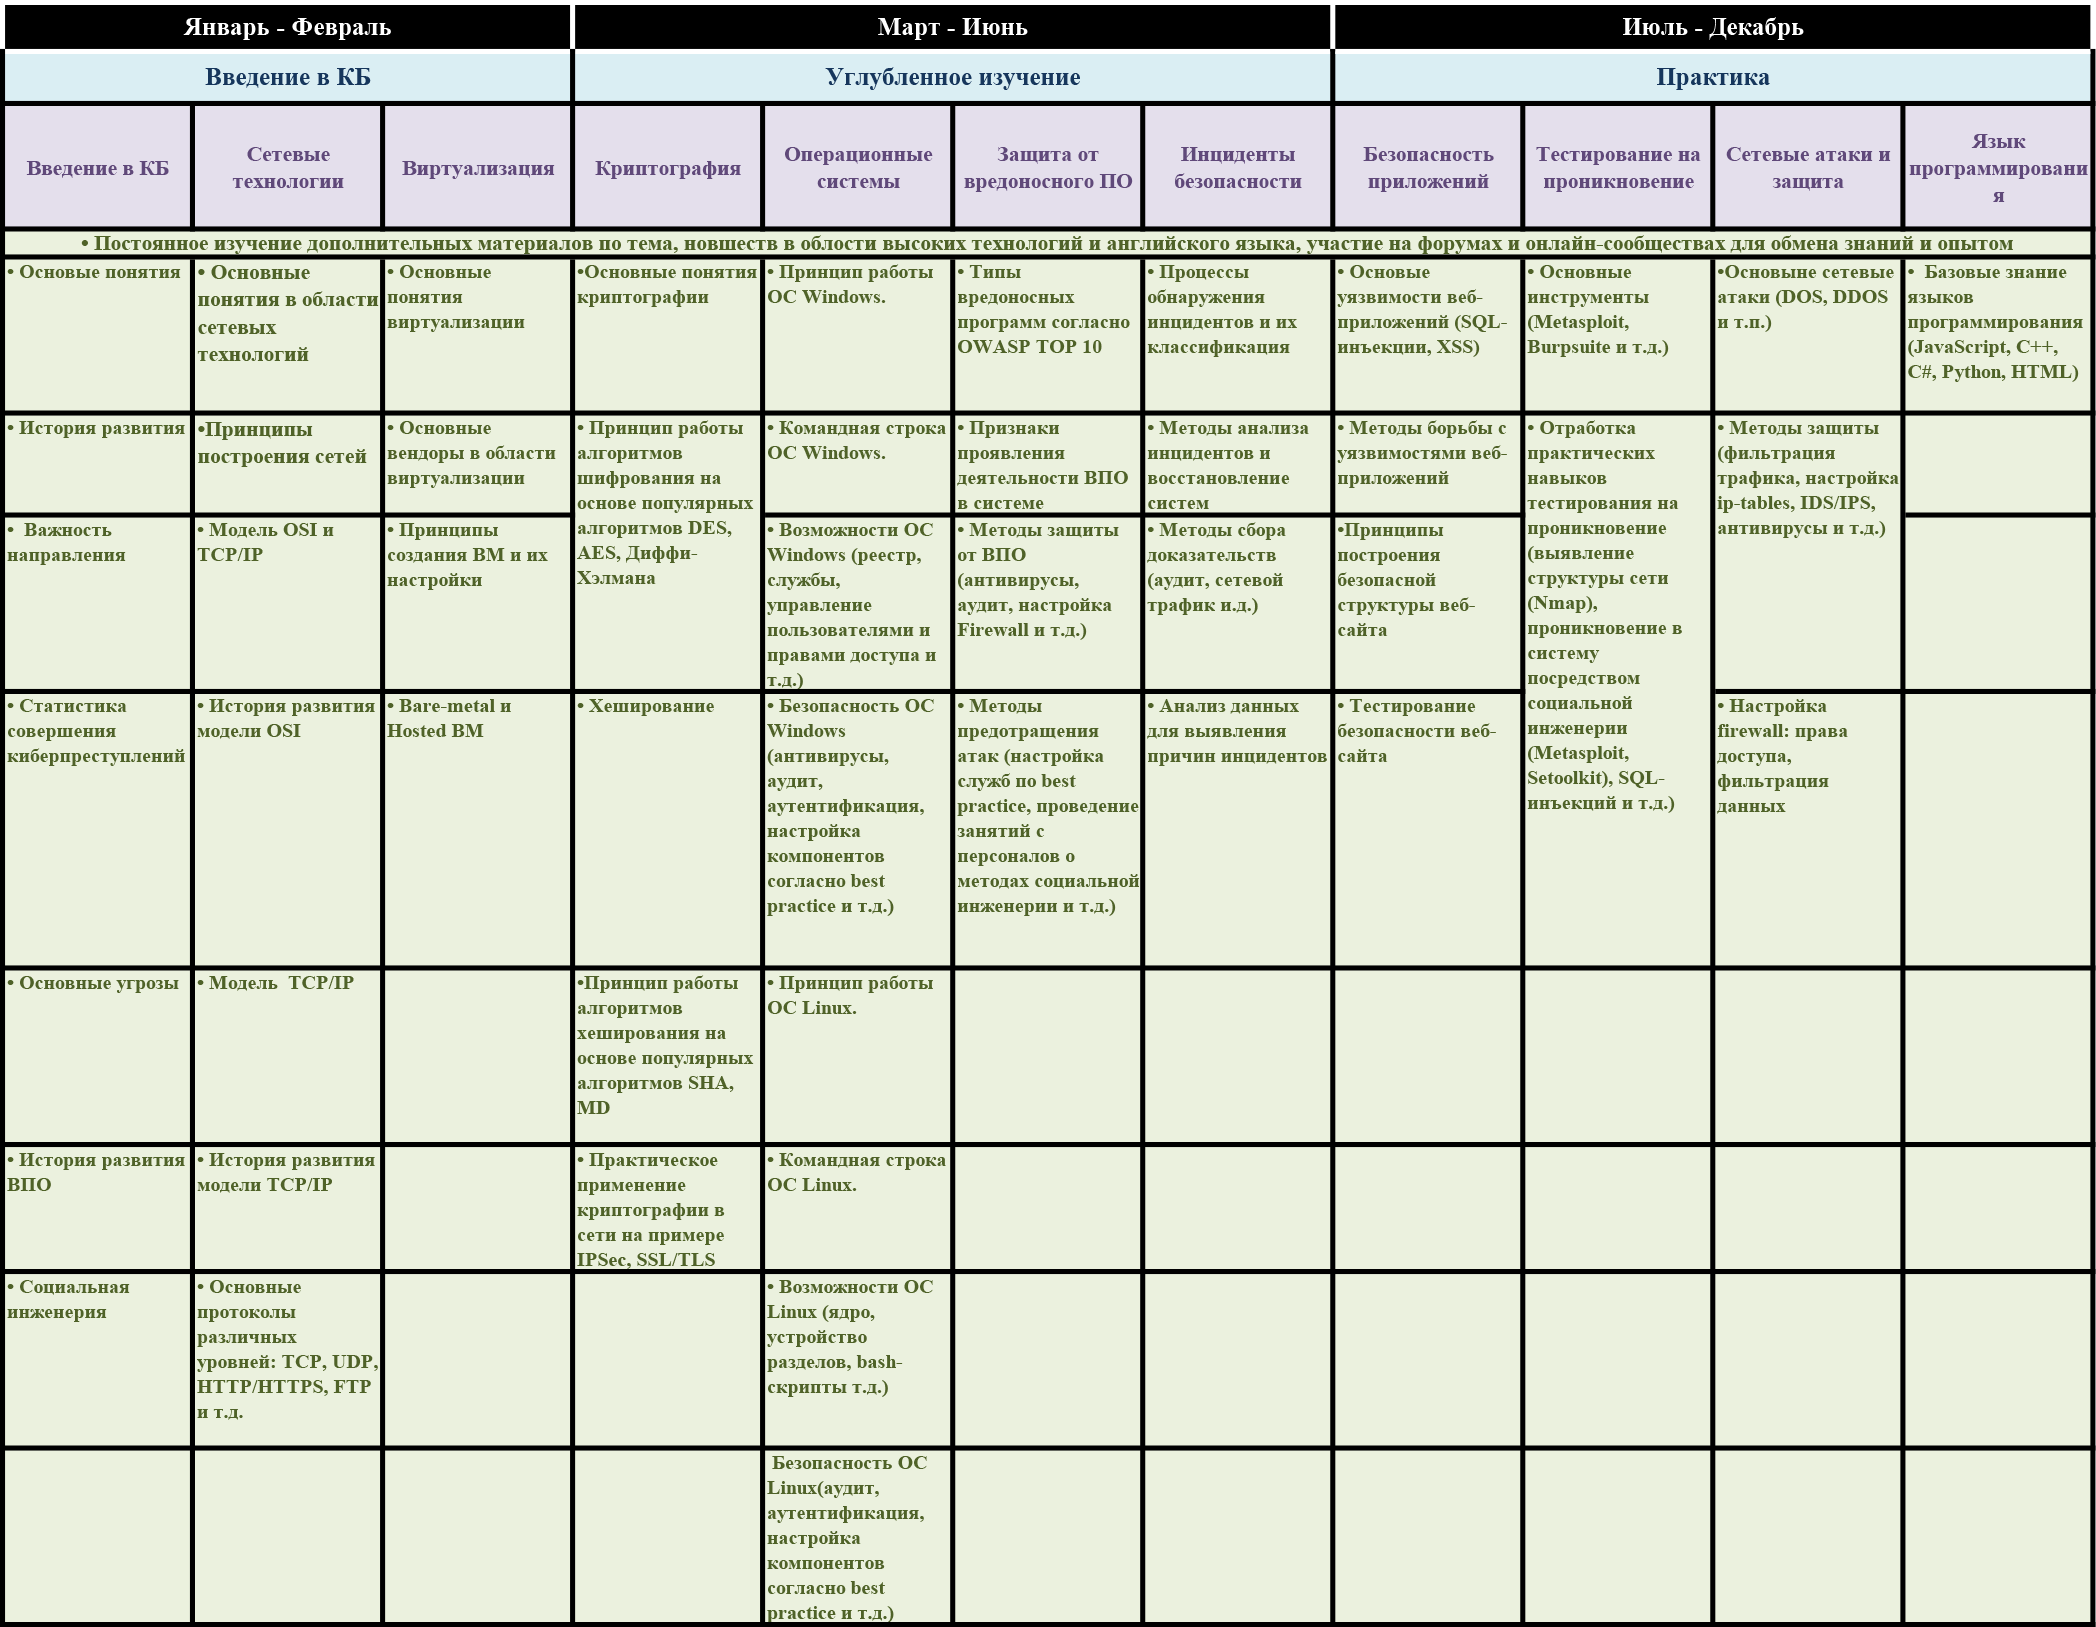 Январь - Февраль
Март - Июнь
Июль - Декабрь
Введение в КБ
Углубленное изучение
Практика
Введение в КБ
Сетевые
технологии
Виртуализация
Криптография
Операционные
системы
Защита от
вредоносного ПО
Инциденты
безопасности
Безопасность
приложений
Тестирование на
проникновение
Сетевые атаки и
защита
Язык
программировани
я
• Постоянное изучение дополнительных материалов по тема, новшеств в области высоких технологий и английского языка, участие на форумах и онлайн-сообществах для обмена знаний и опытом
• Основые понятия
• Основные
понятия в области
сетевых
технологий
• Основные
понятия
виртуализации
•Основные понятия
криптографии
• Принцип работы
ОС Windows.
• Типы
вредоносных
программ согласно
OWASP TOP 10
• Процессы
обнаружения
инцидентов и их
классификация
• Основые
уязвимости веб-
приложений (SQL-
инъекции, XSS)
• Основные
инструменты
(Metasploit,
Burpsuite и т.д.)
•Основыне сетевые
атаки (DOS, DDOS
и т.п.)
• Базовые знание
языков
программирования
(JavaScript, C++,
C#, Python, HTML)
• История развития
•Принципы
построения сетей
• Основные
вендоры в области
виртуализации
• Принцип работы
алгоритмов
шифрования на
основе популярных
алгоритмов DES,
AES, Диффи-
Хэлмана
• Командная строка
ОС Windows.
• Признаки
проявления
деятельности ВПО
в системе
• Методы анализа
инцидентов и
восстановление
систем
• Методы борьбы с
уязвимостями веб-
приложений
• Отработка
практических
навыков
тестирования на
проникновение
(выявление
структуры сети
(Nmap),
проникновение в
систему
посредством
социальной
инженерии
(Metasploit,
Setoolkit), SQL-
инъекций и т.д.)
• Методы защиты
(фильтрация
трафика, настройка
ip-tables, IDS/IPS,
антивирусы и т.д.)
• Важность
направления
• Модель OSI и
TCP/IP
• Принципы
создания ВМ и их
настройки
• Возможности ОС
Windows (реестр,
службы,
управление
пользователями и
правами доступа и
т.д.)
• Методы защиты
от ВПО
(антивирусы,
аудит, настройка
Firewall и т.д.)
• Методы сбора
доказательств
(аудит, сетевой
трафик и.д.)
•Принципы
построения
безопасной
структуры веб-
сайта
• Статистика
совершения
киберпреступлений
• История развития
модели OSI
• Bare-metal и
Hosted ВМ
• Хеширование
• Безопасность ОС
Windows
(антивирусы,
аудит,
аутентификация,
настройка
компонентов
согласно best
practice и т.д.)
• Методы
предотращения
атак (настройка
служб по best
practice, проведение
занятий с
персоналов о
методах социальной
инженерии и т.д.)
• Анализ данных
для выявления
причин инцидентов
• Тестирование
безопасности веб-
сайта
• Настройка
firewall: права
доступа,
фильтрация
данных
• Основные угрозы
• Модель TCP/IP
•Принцип работы
алгоритмов
хеширования на
основе популярных
алгоритмов SHA,
MD
• Принцип работы
ОС Linux.
• История развития
ВПО
• История развития
модели TCP/IP
• Практическое
применение
криптографии в
сети на примере
IPSec, SSL/TLS
• Командная строка
ОС Linux.
• Социальная
инженерия
• Основные
протоколы
различных
уровней: TCP, UDP,
HTTP/HTTPS, FTP
и т.д.
• Возможности ОС
Linux (ядро,
устройство
разделов, bash-
скрипты т.д.)
Безопасность ОС
Linux(аудит,
аутентификация,
настройка
компонентов
согласно best
practice и т.д.)